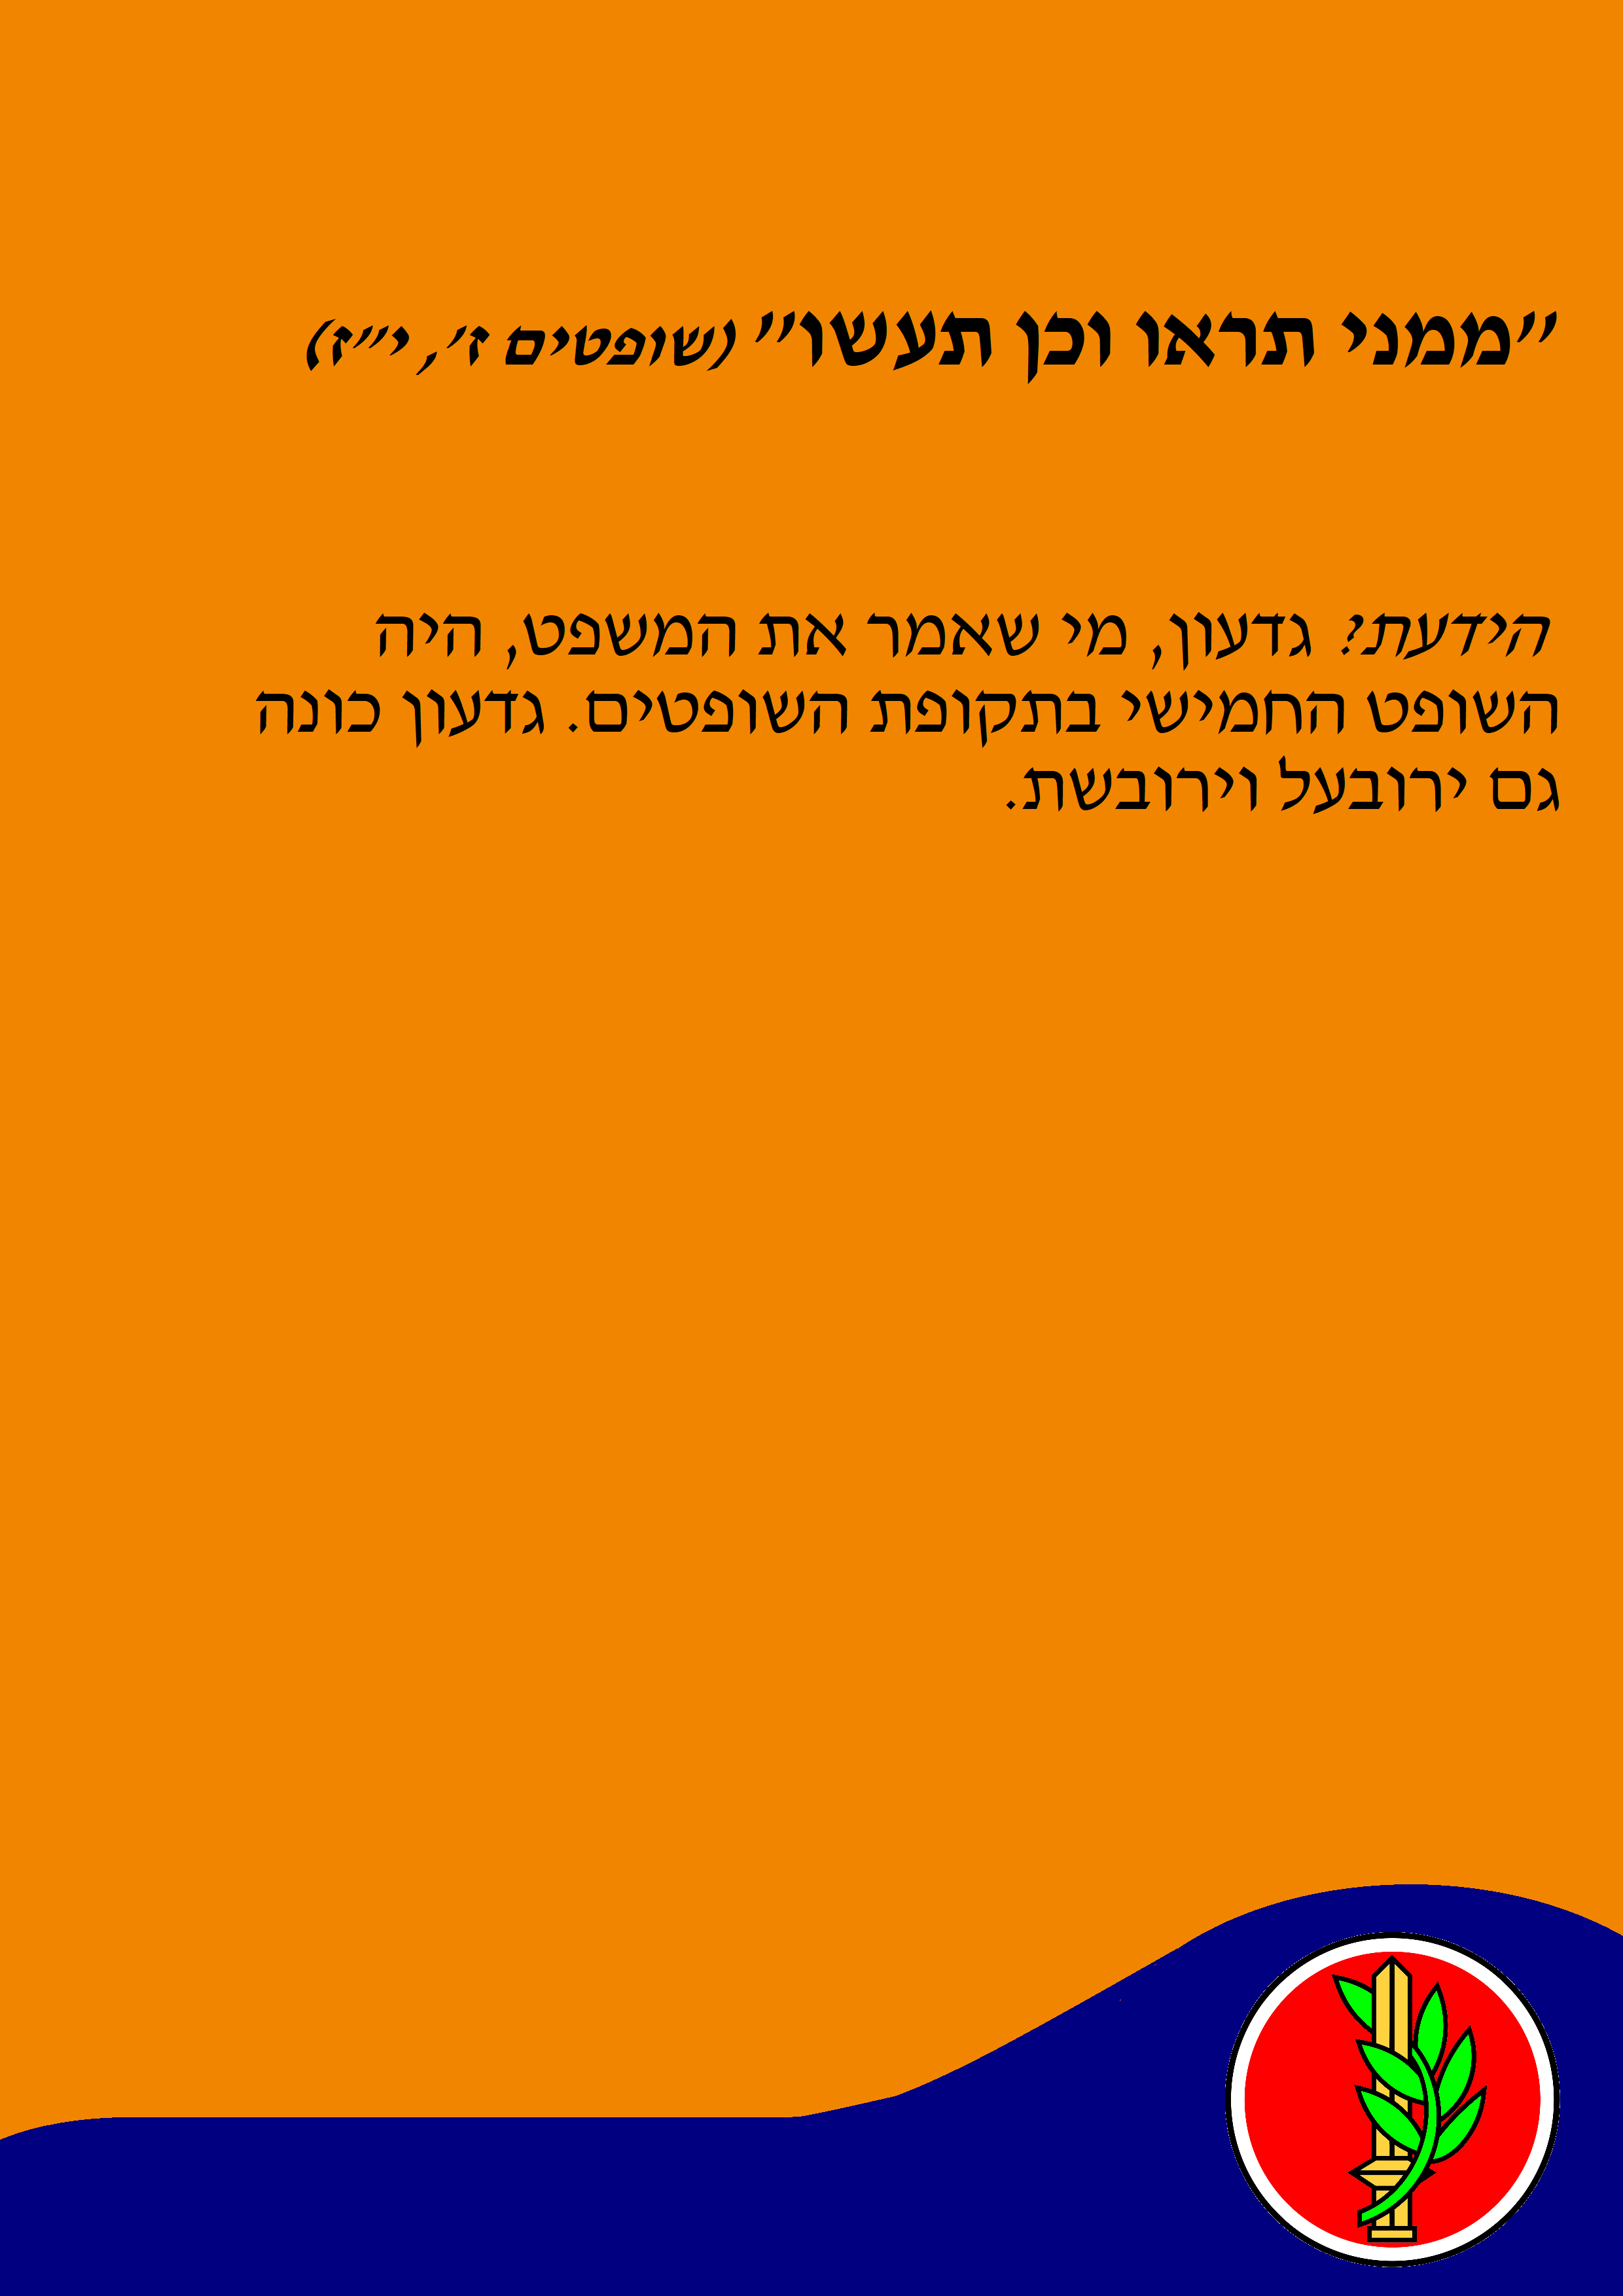 ״ממני תראו וכן תעשו״ (שופטים ז׳, י״ז)
הידעת? גדעון, מי שאמר את המשפט, היה
השופט החמישי בתקופת השופטים. גדעון כונה
גם ירובעל וירובשת.